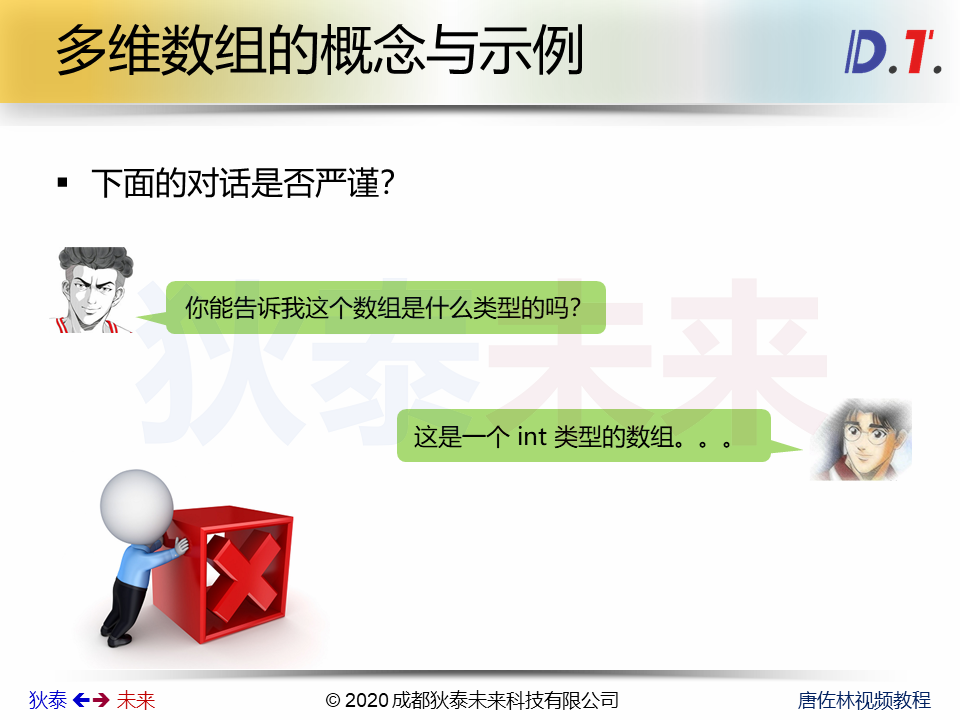 多维数组的概念与示例
D.T.
▪ 下面的对话是否严谨？
你能告诉我这个数组是什么类型的吗？
狄泰未来
这是一个 int 类型的数组。。。
狄泰 未来
© 2020 成都狄泰未来科技有限公司
唐佐林视频教程